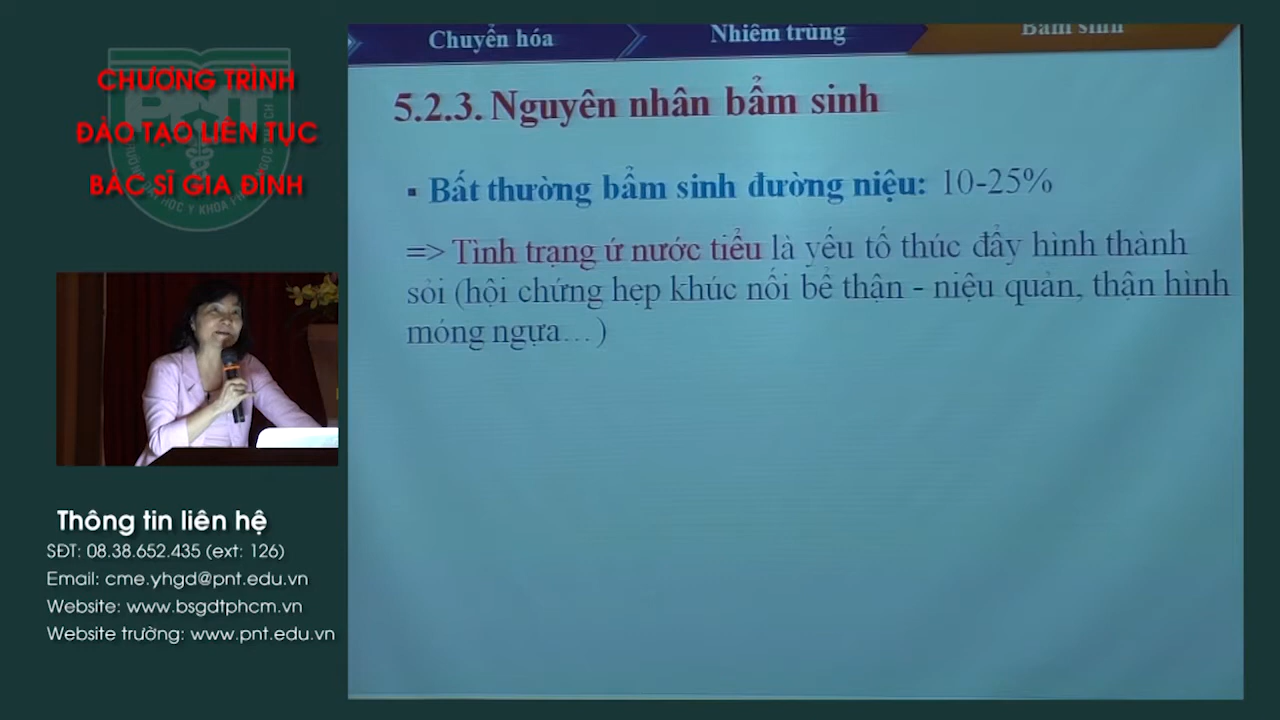 CHƯƠNG TRÌNH
ĐÀO TẠO LIÊN TỤC
BÁC SĨ GIA ĐÌNH
PNT
Thông tin liên hệ
SĐT: 08.38.652.435 (ext: 126)
Email: cme.yhgd@pnt.edu.vn
Website: www.bsgdtphcm.vn
Website trường: www.pnt.edu.vn
Chuyển hóa
Nhiễm trùng
Bẩm sinh
5.2.3. Nguyên nhân bẩm sinh
▪ Bất thường bẩm sinh đường niệu: 10-25%
=> Tình trạng ứ nước tiểu là yếu tố thúc đẩy hình thành
sỏi (hội chứng hẹp khúc nối bể thận - niệu quản, thận hình
móng ngựa…)